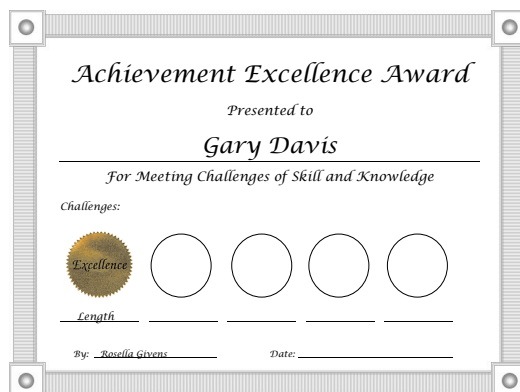 Achievement Excellence Award
Presented to
Gary Davis
For Meeting Challenges of Skill and Knowledge
Challenges:
Excellence
Length
By: Rosella Givens Date: